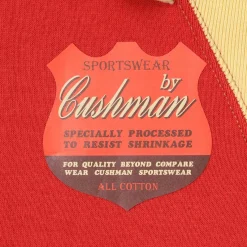 SPORTSWEAR
by
Cushman
SPECIALLY PROCESSED
TO RESIST SHRINKAGE
FOR QUALITY BEYOND COMPARE
WEAR CUSHMAN SPORTSWEAR
ALL COTTON